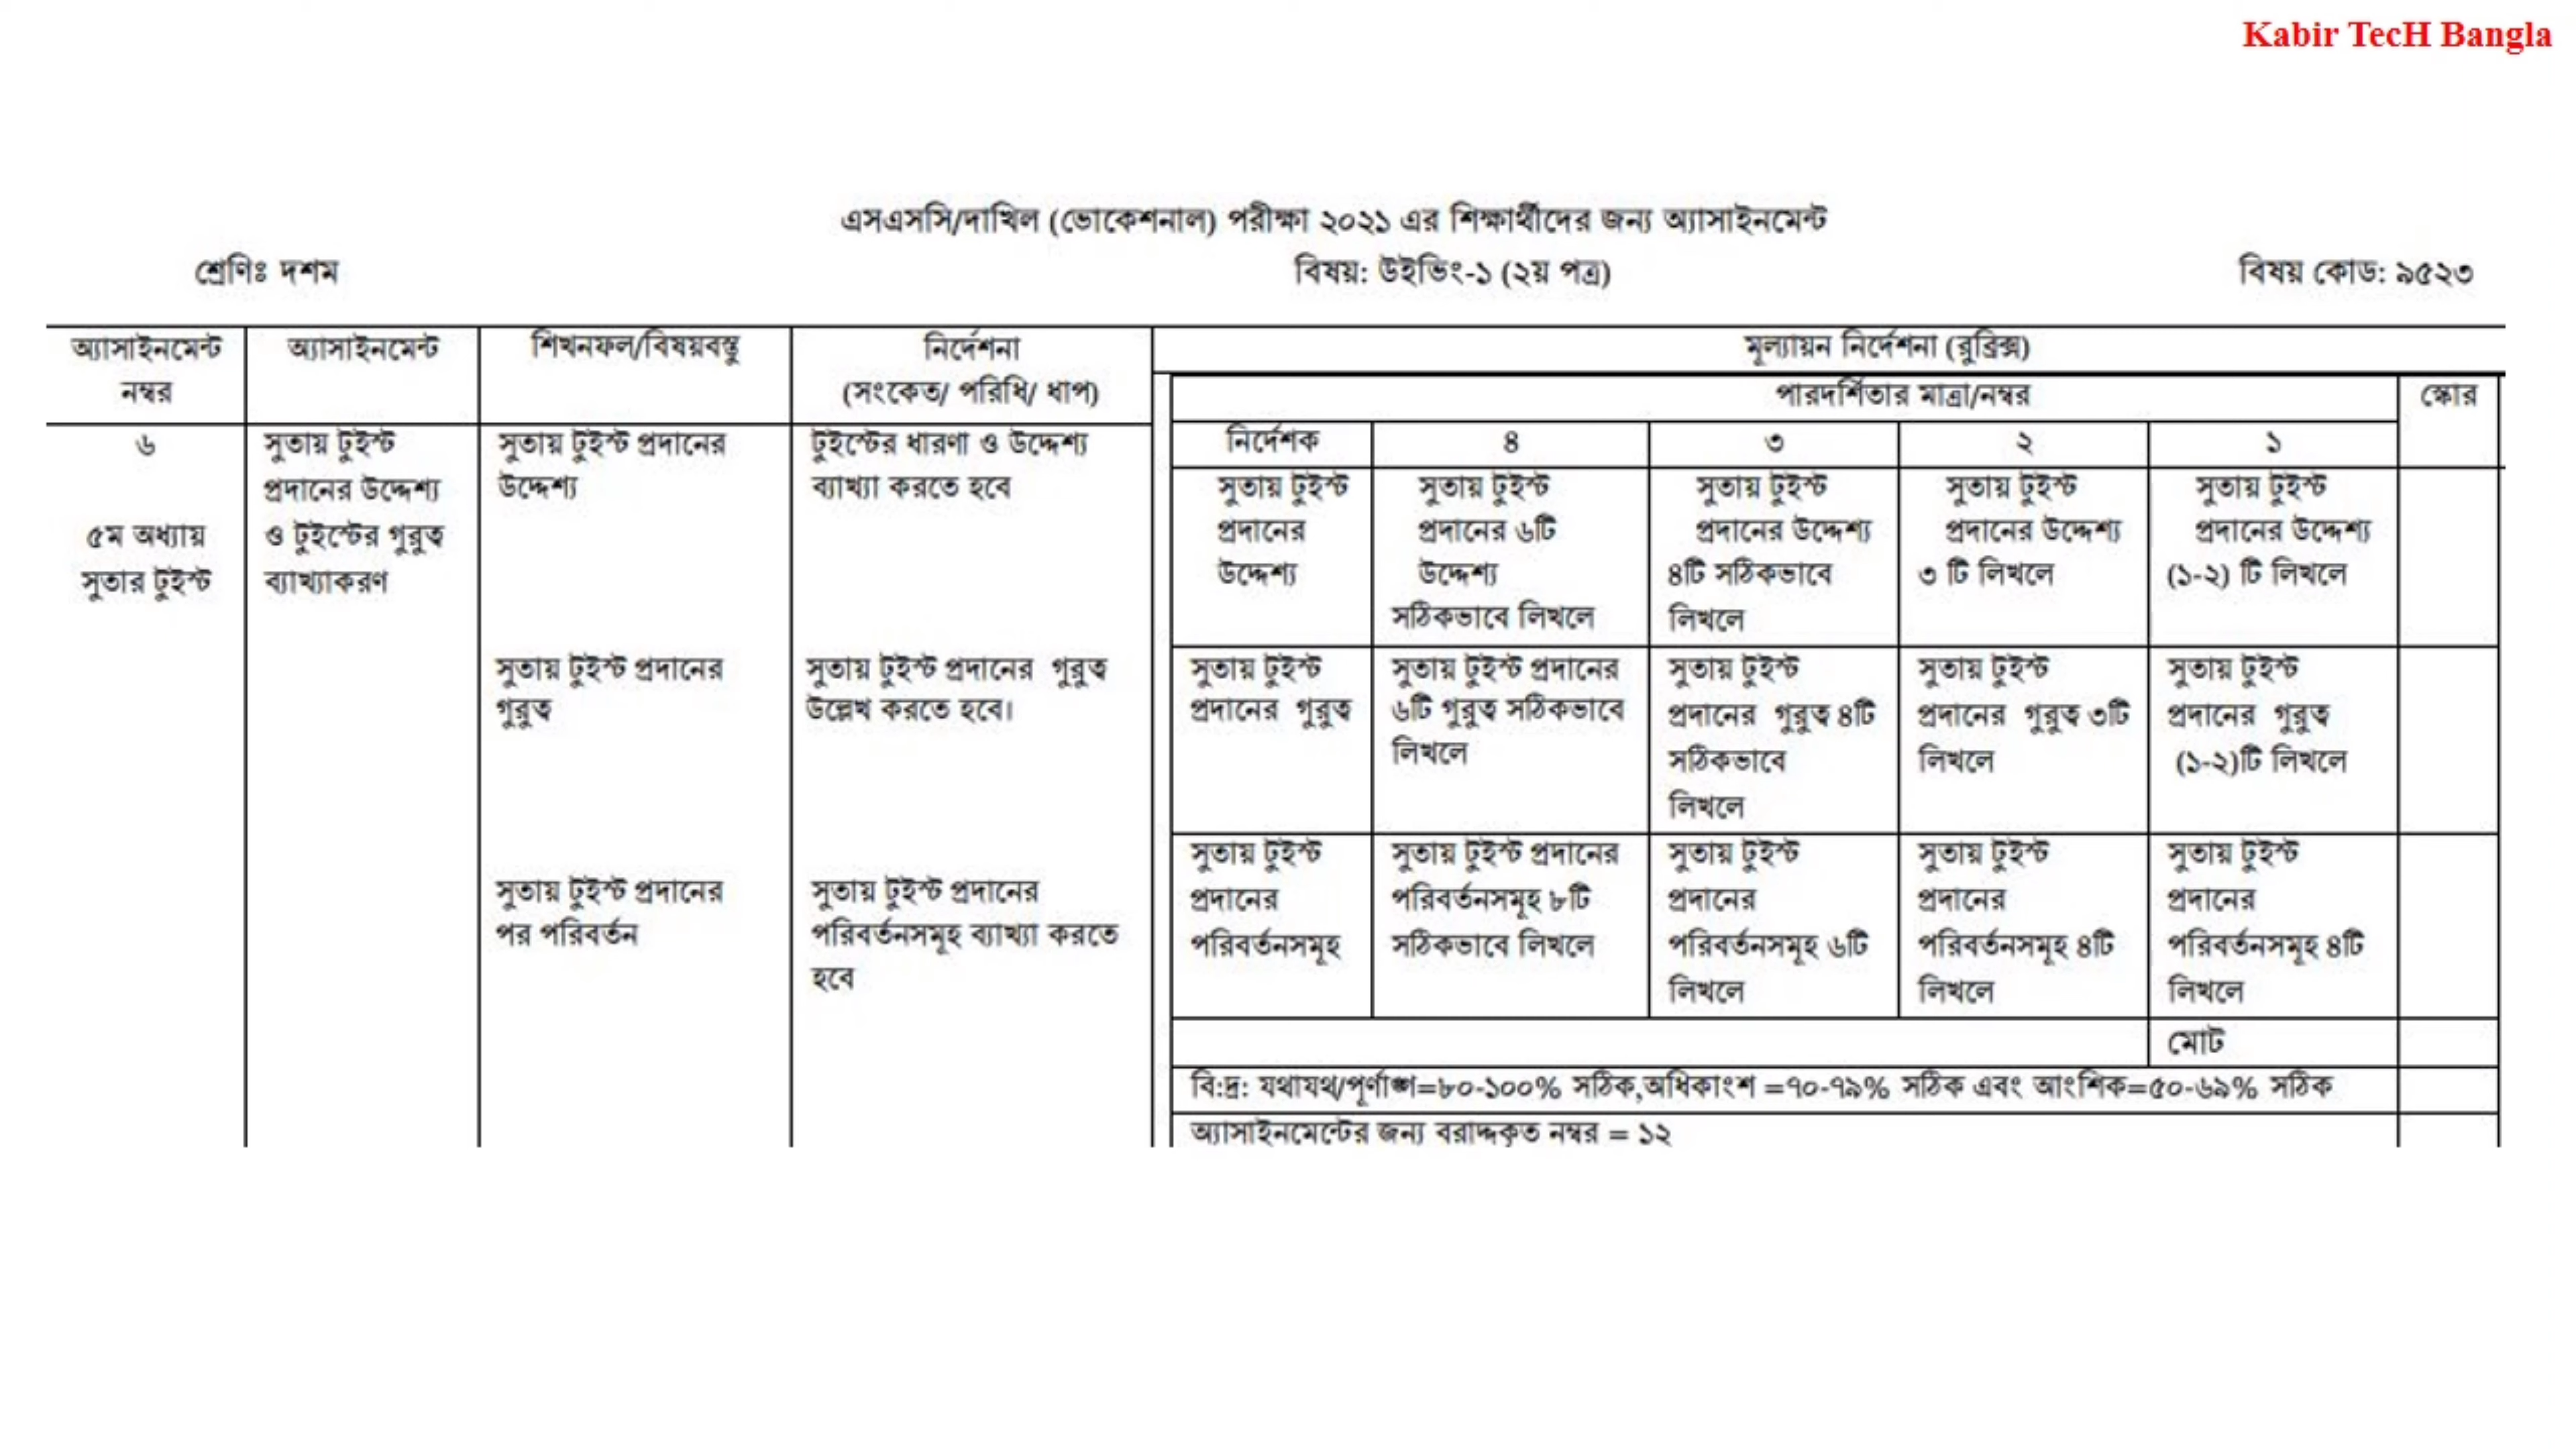 Kabir TecH Bangla
এসএসসি/দাখিল (ভোকেশনাল) পরীক্ষা ২০২১ এর শিক্ষার্থীদের জন্য অ্যাসাইনমেন্ট
শ্রেণিঃ দশম
বিষয়: উইভিং-১ (২য় পত্র)
বিষয় কোড: ৯৫২৩
অ্যাসাইনমেন্ট
নম্বর
অ্যাসাইনমেন্ট
শিখনফল/বিষয়বস্তু
নির্দেশনা
(সংকেত/ পরিধি/ ধাপ)
মূল্যায়ন নির্দেশনা (রুব্রিক্স)
পারদর্শিতার মাত্রা/নম্বর
স্কোর
নির্দেশক
৪
৩
২
১
৬
৫ম অধ্যায়
সুতার টুইস্ট
সুতায় টুইস্ট
প্রদানের উদ্দেশ্য
ও টুইস্টের গুরুত্ব
ব্যাখ্যাকরণ
সুতায় টুইস্ট প্রদানের
উদ্দেশ্য
টুইস্টের ধারণা ও উদ্দেশ্য
ব্যাখ্যা করতে হবে
সুতায় টুইস্ট
প্রদানের
উদ্দেশ্য
সুতায় টুইস্ট
প্রদানের ৬টি
উদ্দেশ্য
সঠিকভাবে লিখলে
সুতায় টুইস্ট
প্রদানের উদ্দেশ্য
৪টি সঠিকভাবে
লিখলে
সুতায় টুইস্ট
প্রদানের উদ্দেশ্য
৩ টি লিখলে
সুতায় টুইস্ট
প্রদানের উদ্দেশ্য
(১-২) টি লিখলে
সুতায় টুইস্ট প্রদানের
গুরুত্ব
সুতায় টুইস্ট প্রদানের গুরুত্ব
উল্লেখ করতে হবে।
সুতায় টুইস্ট
প্রদানের গুরুত্ব
সুতায় টুইস্ট প্রদানের
৬টি গুরুত্ব সঠিকভাবে
লিখলে
সুতায় টুইস্ট
প্রদানের গুরুত্ব ৪টি
সঠিকভাবে
লিখলে
সুতায় টুইস্ট
প্রদানের গুরুত্ব ৩টি
লিখলে
সুতায় টুইস্ট
প্রদানের গুরুত্ব
(১-২)টি লিখলে
সুতায় টুইস্ট প্রদানের
পর পরিবর্তন
সুতায় টুইস্ট প্রদানের
পরিবর্তনসমূহ ব্যাখ্যা করতে
হবে
সুতায় টুইস্ট
প্রদানের
পরিবর্তনসমূহ
সুতায় টুইস্ট প্রদানের
পরিবর্তনসমূহ ৮টি
সঠিকভাবে লিখলে
সুতায় টুইস্ট
প্রদানের
পরিবর্তনসমূহ ৬টি
লিখলে
সুতায় টুইস্ট
প্রদানের
পরিবর্তনসমূহ ৪টি
লিখলে
সুতায় টুইস্ট
প্রদানের
পরিবর্তনসমূহ ৪টি
লিখলে
মোট
বি:দ্র: যথাযথ/পূর্ণাঙ্গ=৮০-১০০% সঠিক,অধিকাংশ =৭০-৭৯% সঠিক এবং আংশিক=৫০-৬৯% সঠিক
অ্যাসাইনমেন্টের জন্য বরাদ্দকৃত নম্বর = ১২